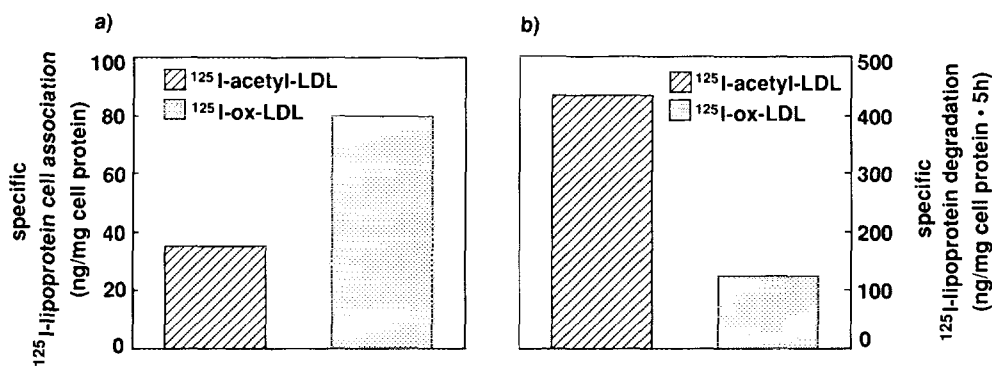 a)
specific
¹²⁵I-lipoprotein cell association
(ng/mg cell protein)
100
80
60
40
20
0
¹²⁵I-acetyl-LDL
¹²⁵I-ox-LDL
b)
¹²⁵I-acetyl-LDL
¹²⁵I-ox-LDL
500
400
300
200
100
0
specific
¹²⁵I-lipoprotein degradation
(ng/mg cell protein • 5h)